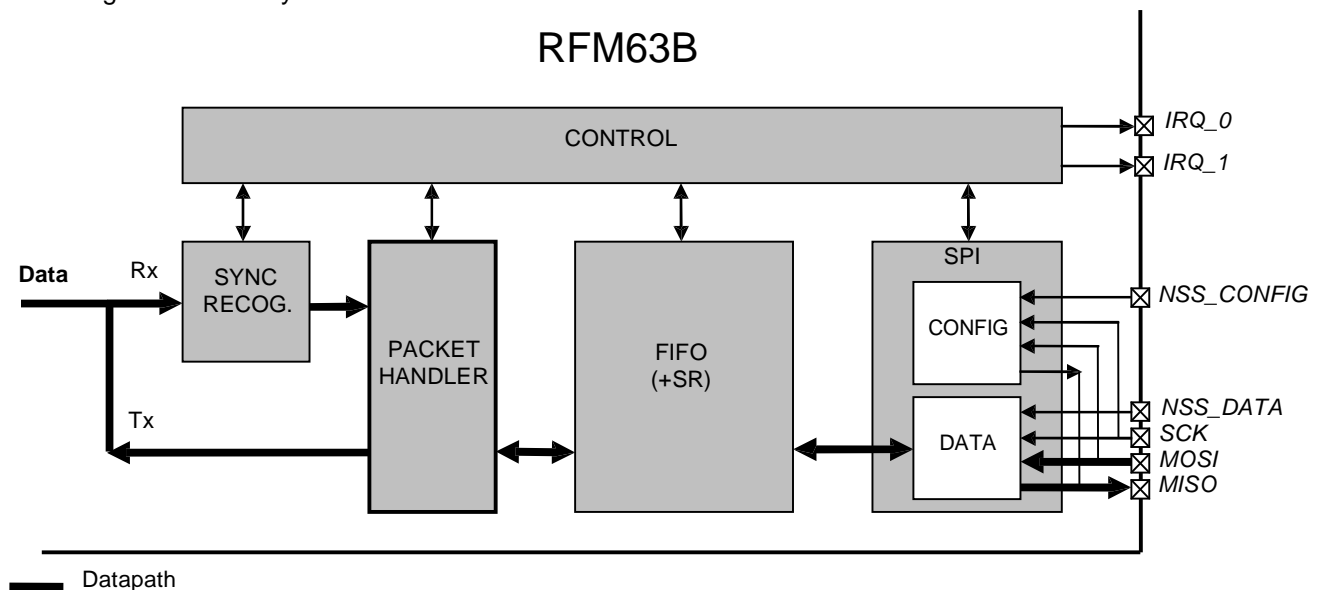 RFM63B
CONTROL
IRQ_0
IRQ_1
Data
Rx
SYNC
RECOG.
Tx
PACKET
HANDLER
FIFO
(+SR)
SPI
CONFIG
DATA
NSS_CONFIG
NSS_DATA
SCK
MOSI
MISO
Datapath